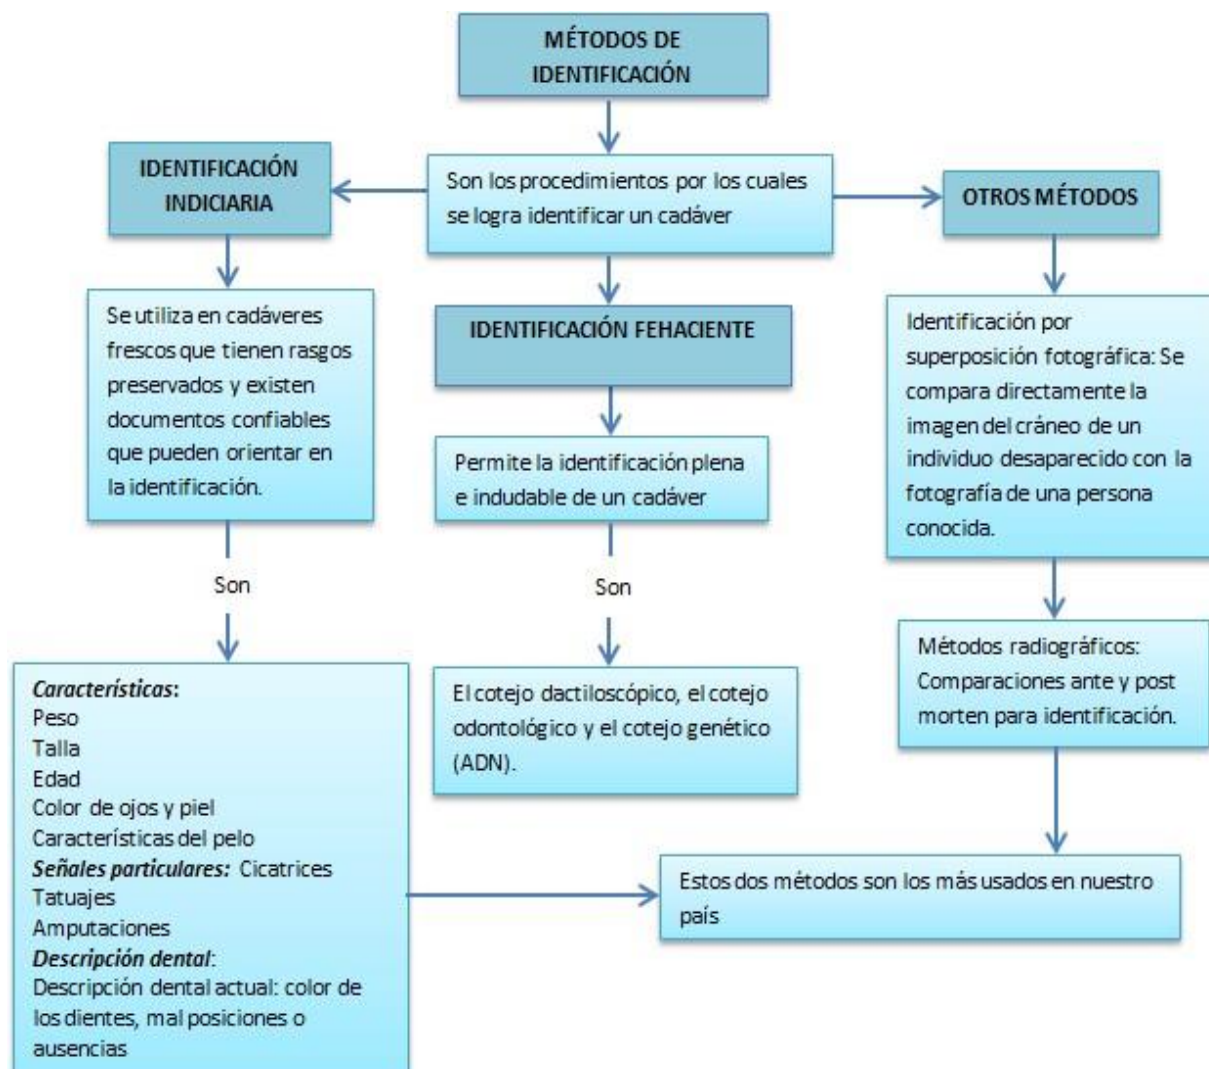 MÉTODOS DE
IDENTIFICACIÓN
Son los procedimientos por los cuales
se logra identificar un cadáver
IDENTIFICACIÓN
INDICIARIA
Se utiliza en cadáveres
frescos que tienen rasgos
preservados y existen
documentos confiables
que pueden orientar en
la identificación.
Son
Características:
Peso
Talla
Edad
Color de ojos y piel
Características del pelo
Señales particulares: Cicatrices
Tatuajes
Amputaciones
Descripción dental:
Descripción dental actual: color de
los dientes, mal posiciones o
ausencias
IDENTIFICACIÓN FEHACIENTE
Permite la identificación plena
e indudable de un cadáver
Son
El cotejo dactiloscópico, el cotejo
odontológico y el cotejo genético
(ADN).
OTROS MÉTODOS
Identificación por
superposición fotográfica: Se
compara directamente la
imagen del cráneo de un
individuo desaparecido con la
fotografía de una persona
conocida.
Métodos radiográficos:
Comparaciones ante y post
morten para identificación.
Estos dos métodos son los más usados en nuestro
país